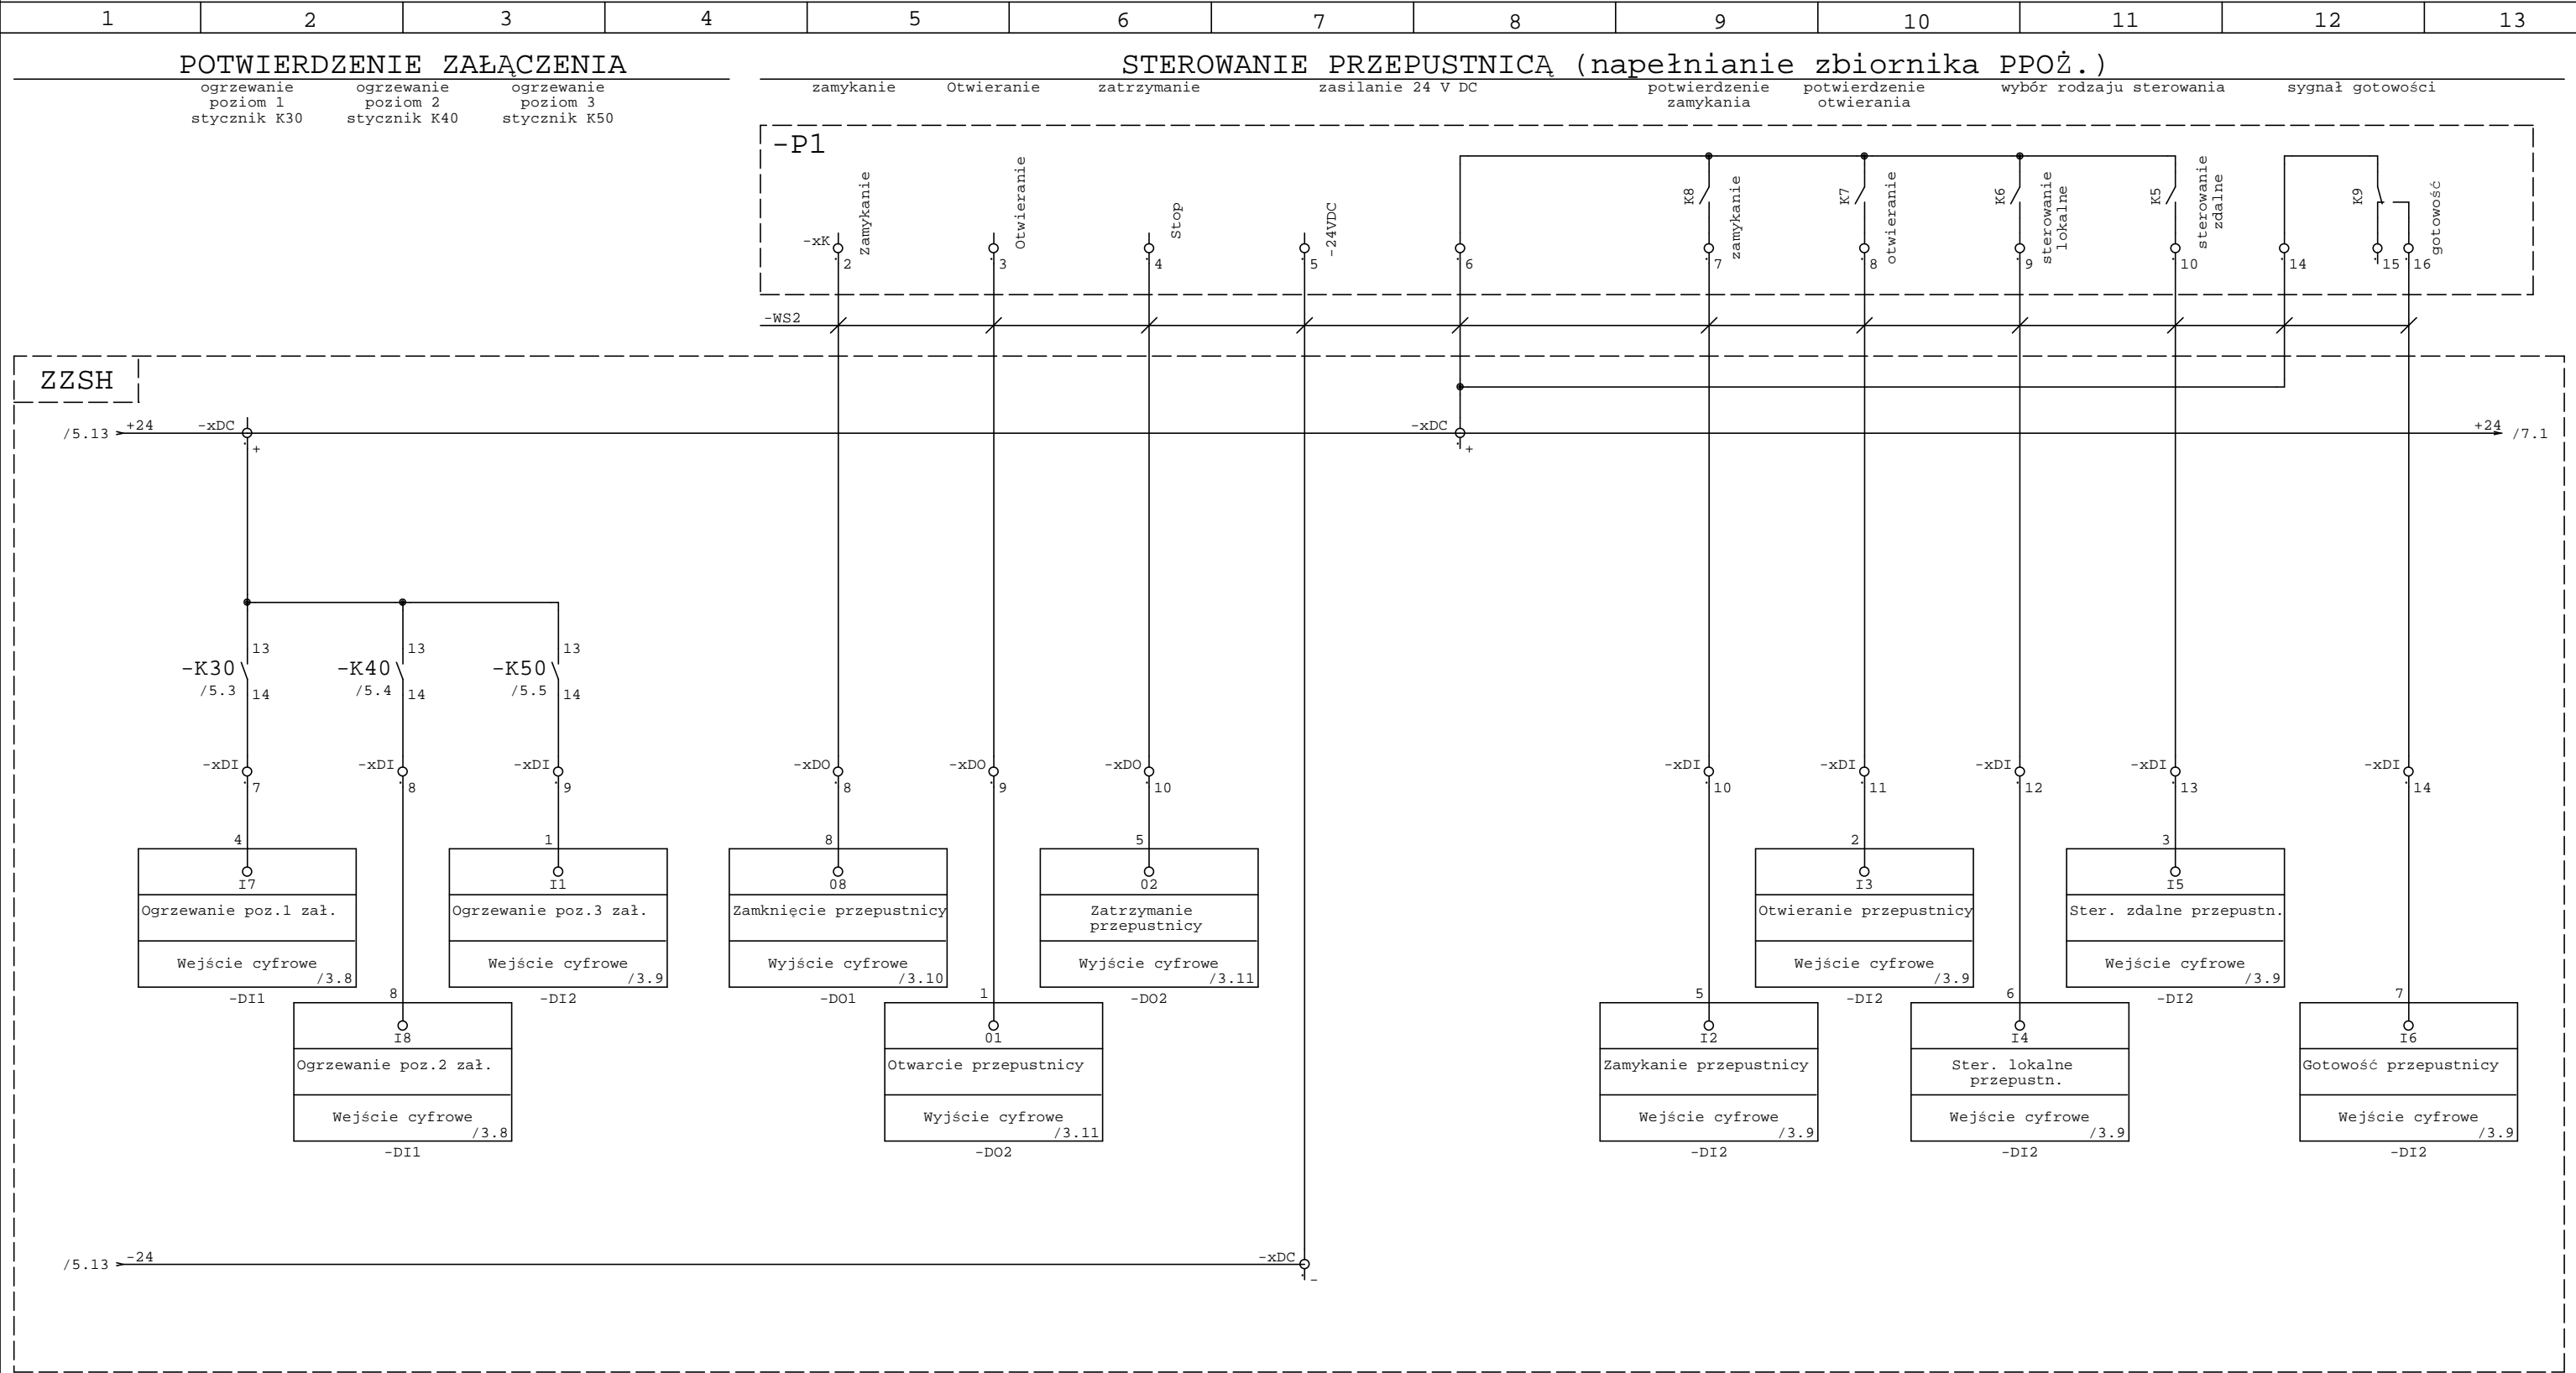 1 2 3 4 5 6 7 8 9 10 11 12 13
POTWIERDZENIE ZAŁĄCZENIA
STEROWANIE PRZEPUSTNICĄ (napełnianie zbiornika PPOŻ.)
ogrzewanie
poziom 1
stycznik K30
ogrzewanie
poziom 2
stycznik K40
ogrzewanie
poziom 3
stycznik K50
zamykanie
Otwieranie
zatrzymanie
zasilanie 24 V DC
potwierdzenie
zamykania
potwierdzenie
otwierania
wybór rodzaju sterowania
sygnał gotowości
-P1
-xK
2
Zamykanie
3
Otwieranie
4
Stop
5
-24VDC
6
K8
7
zamykanie
K7
8
otwieranie
K6
9
sterowanie
lokalne
K5
10
sterowanie
zdalne
14
K9
15
16
gotowość
-WS2
ZZSH
/5.13
+24
-xDC
+
-xDC
+
+24
/7.1
13
-K30
/5.3
14
13
-K40
/5.4
14
13
-K50
/5.5
14
-xDI
7
-xDI
8
-xDI
9
-xDO
8
-xDO
9
-xDO
10
-xDI
10
-xDI
11
-xDI
12
-xDI
13
-xDI
14
4
I7
Ogrzewanie poz.1 zał.
Wejście cyfrowe
/3.8
-DI1
1
I1
Ogrzewanie poz.3 zał.
Wejście cyfrowe
/3.9
-DI2
8
O8
Zamknięcie przepustnicy
Wyjście cyfrowe
/3.10
-DO1
5
O2
Zatrzymanie
przepustnicy
Wyjście cyfrowe
/3.11
-DO2
2
I3
Otwieranie przepustnicy
Wejście cyfrowe
/3.9
-DI2
3
I5
Ster. zdalne przepustn.
Wejście cyfrowe
/3.9
-DI2
8
I8
Ogrzewanie poz.2 zał.
Wejście cyfrowe
/3.8
-DI1
1
O1
Otwarcie przepustnicy
Wyjście cyfrowe
/3.11
-DO2
5
I2
Zamykanie przepustnicy
Wejście cyfrowe
/3.9
-DI2
6
I4
Ster. lokalne
przepustn.
Wejście cyfrowe
/3.9
-DI2
7
I6
Gotowość przepustnicy
Wejście cyfrowe
/3.9
-DI2
/5.13
-24
-xDC
-